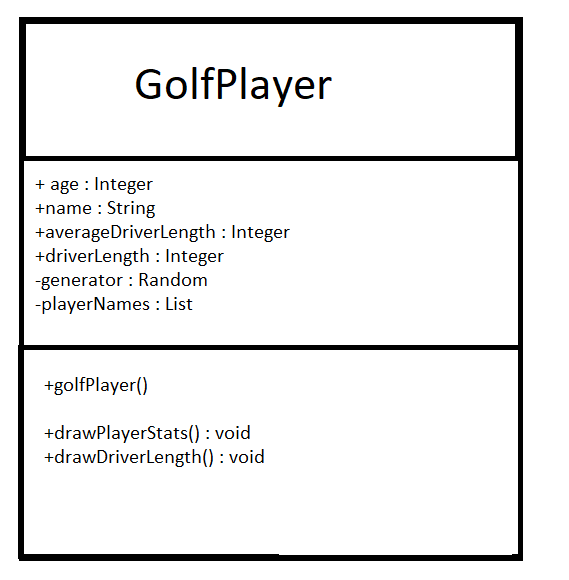 GolfPlayer
+ age : Integer
+name : String
+averageDriverLength : Integer
+driverLength : Integer
-generator : Random
-playerNames : List
+golfPlayer()
+drawPlayerStats() : void
+drawDriverLength() : void